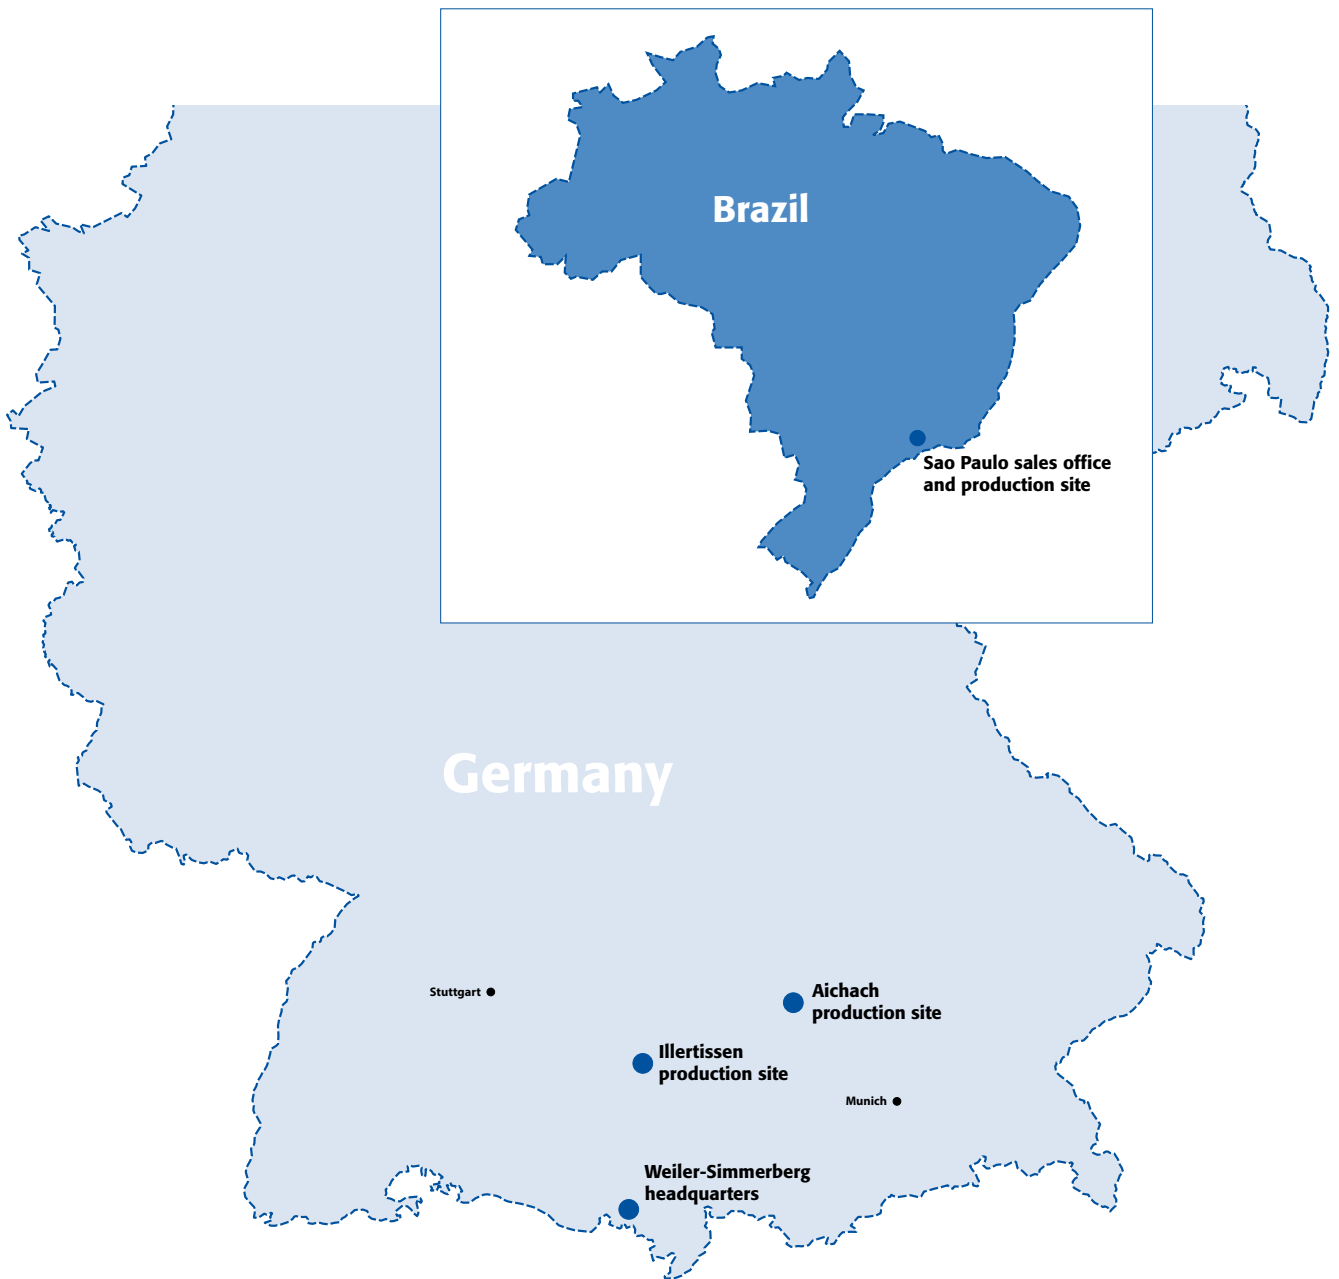 Brazil
Sao Paulo sales office
and production site
Germany
Stuttgart
Aichach
production site
Illertissen
production site
Munich
Weiler-Simmerberg
headquarters